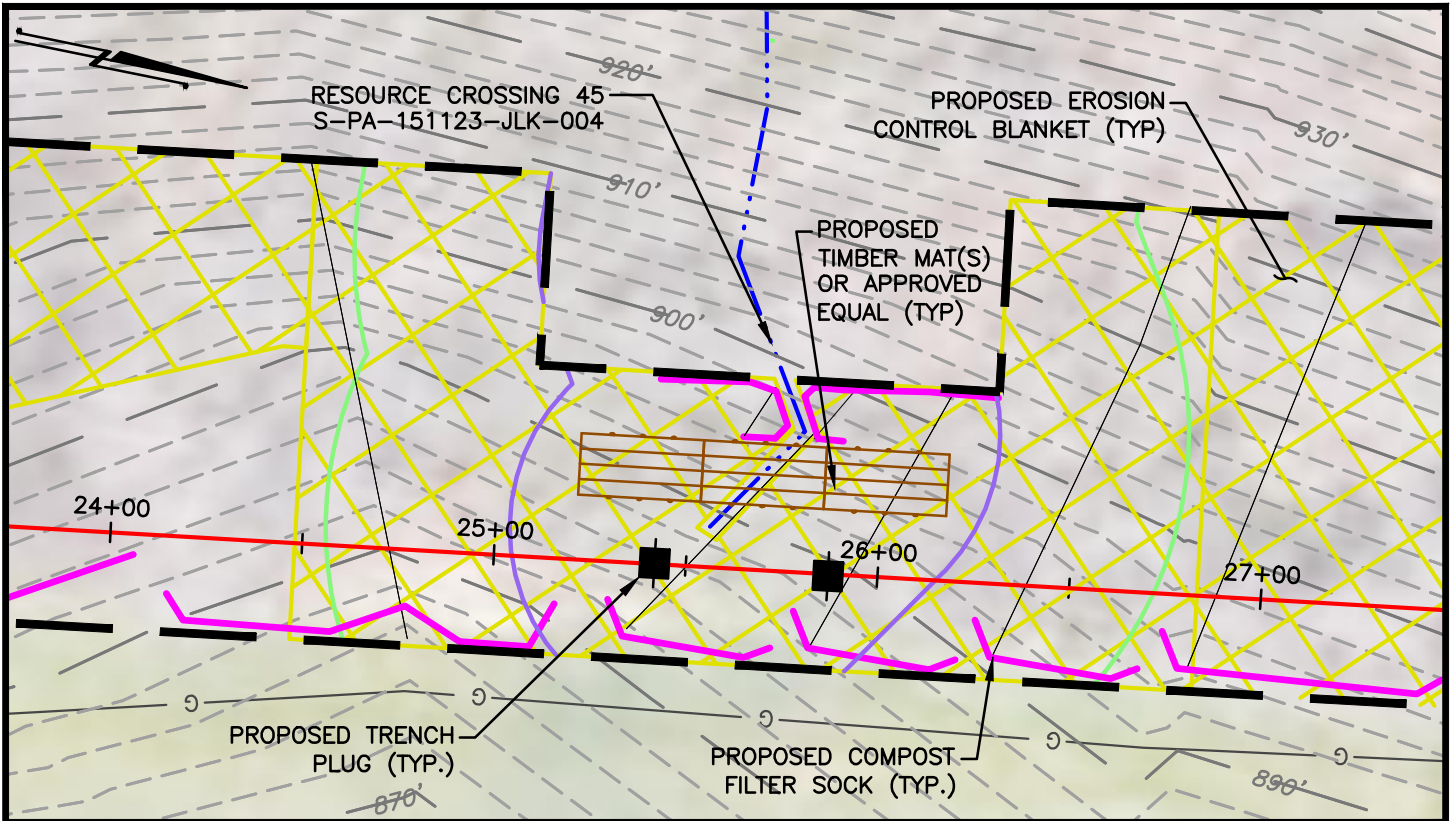 920'
RESOURCE CROSSING 45
S-PA-151123-JLK-004
PROPOSED EROSION
CONTROL BLANKET (TYP)
930'
910'
PROPOSED
TIMBER MAT(S)
OR APPROVED
EQUAL (TYP)
900'
24+00
25+00
26+00
27+00
G
G
G
G
G
PROPOSED TRENCH
PLUG (TYP.)
PROPOSED COMPOST
FILTER SOCK (TYP.)
870'
890'